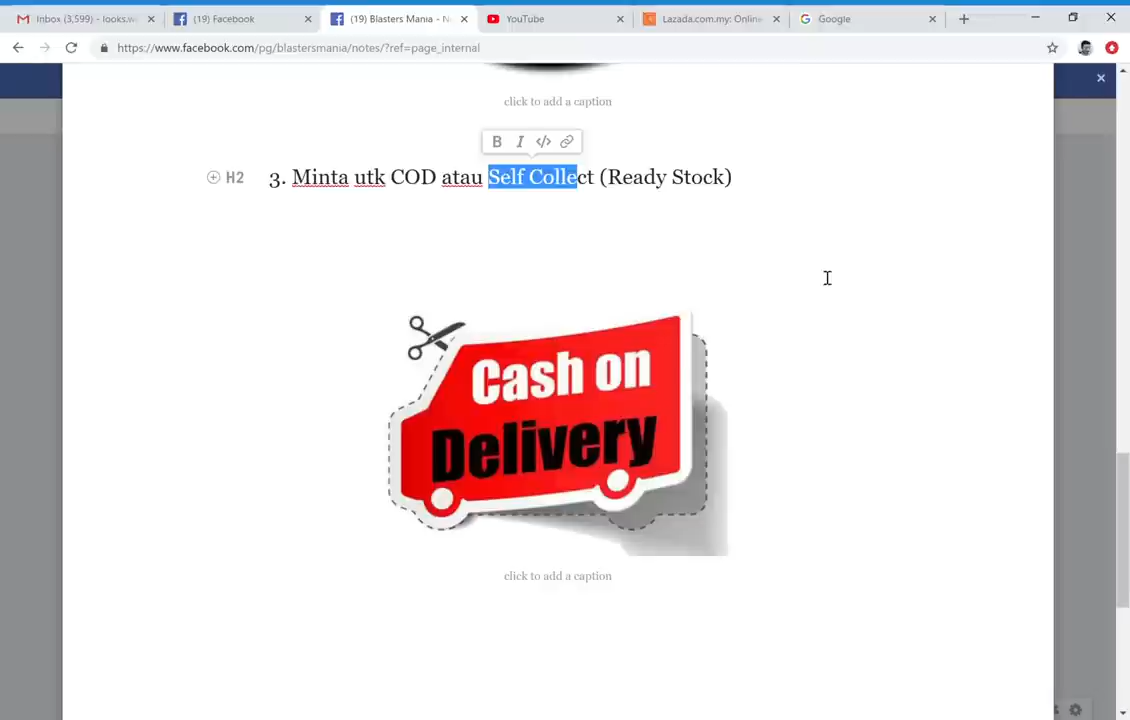 Inbox (3,599) - looks.w
(19) Facebook
(19) Blasters Mania - N
YouTube
Lazada.com.my: Online
Google
https://www.facebook.com/pg/blastersmania/notes/?ref=page_internal
click to add a caption
B I </>
H2
3. Minta utk COD atau Self Collect (Ready Stock)
Cash on
Delivery
click to add a caption